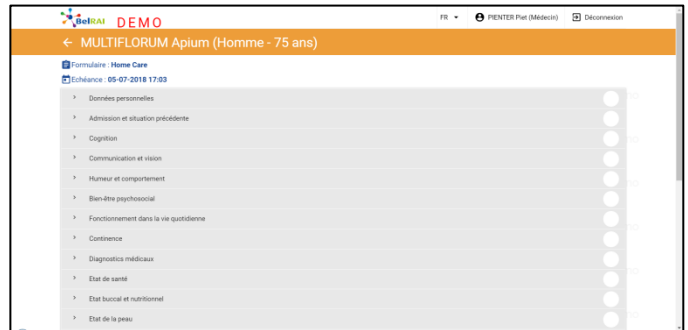 BelRAI DEMO
FR PIENTER Piet (Médecin) Déconnexion
← MULTIFLORUM Apium (Homme - 75 ans)
Formulaire : Home Care
Echéance : 05-07-2018 17:03
Données personnelles
Admission et situation précédente
Cognition
Communication et vision
Humeur et comportement
Bien-être psychosocial
Fonctionnement dans la vie quotidienne
Continence
Diagnostics médicaux
Etat de santé
Etat buccal et nutritionnel
Etat de la peau